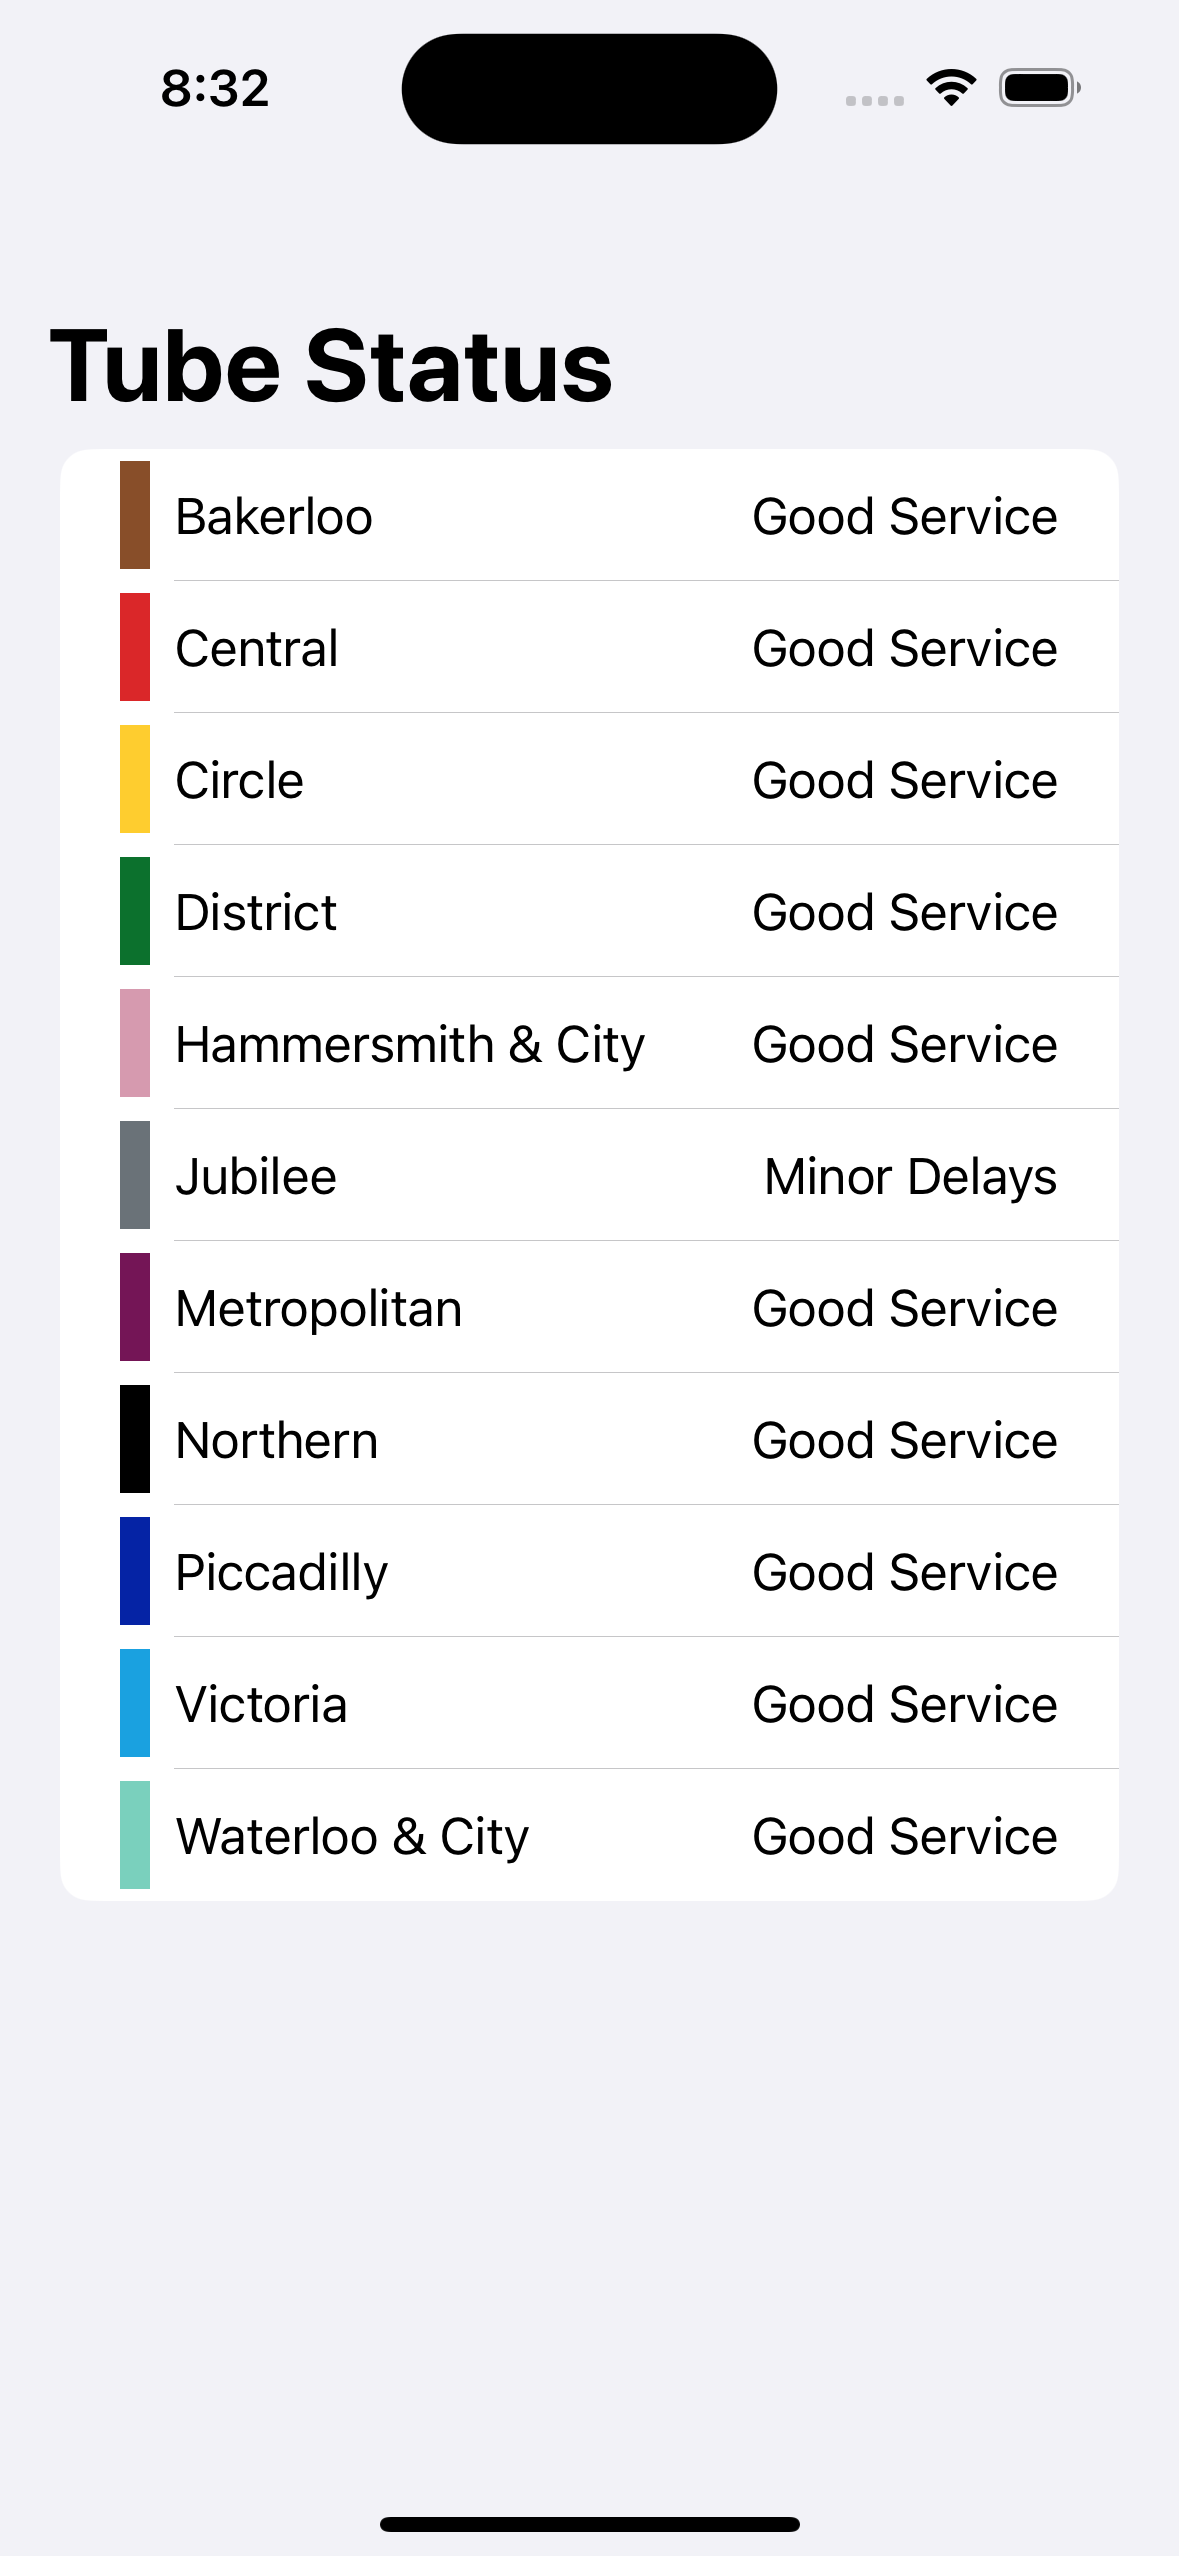 8:32
Tube Status
Bakerloo Good Service
Central Good Service
Circle Good Service
District Good Service
Hammersmith & City Good Service
Jubilee Minor Delays
Metropolitan Good Service
Northern Good Service
Piccadilly Good Service
Victoria Good Service
Waterloo & City Good Service